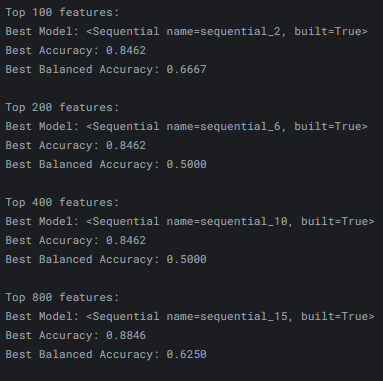 Top 100 features:
Best Model: <Sequential name=sequential_2, built=True>
Best Accuracy: 0.8462
Best Balanced Accuracy: 0.6667
Top 200 features:
Best Model: <Sequential name=sequential_6, built=True>
Best Accuracy: 0.8462
Best Balanced Accuracy: 0.5000
Top 400 features:
Best Model: <Sequential name=sequential_10, built=True>
Best Accuracy: 0.8462
Best Balanced Accuracy: 0.5000
Top 800 features:
Best Model: <Sequential name=sequential_15, built=True>
Best Accuracy: 0.8846
Best Balanced Accuracy: 0.6250